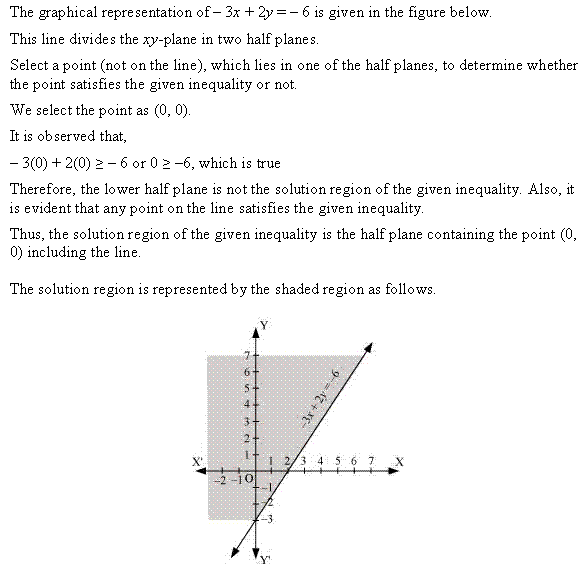 The graphical representation of – 3x + 2y = – 6 is given in the figure below.
This line divides the xy-plane in two half planes.
Select a point (not on the line), which lies in one of the half planes, to determine whether
the point satisfies the given inequality or not.
We select the point as (0, 0).
It is observed that,
– 3(0) + 2(0) ≥ – 6 or 0 ≥ –6, which is true
Therefore, the lower half plane is not the solution region of the given inequality. Also, it
is evident that any point on the line satisfies the given inequality.
Thus, the solution region of the given inequality is the half plane containing the point (0,
0) including the line.
The solution region is represented by the shaded region as follows.
Y
7
6
5
4
3
2
1
–3x + 2y = –6
X' 1 2 3 4 5 6 7 X
–2 –1 O
–1
–2
–3
Y'